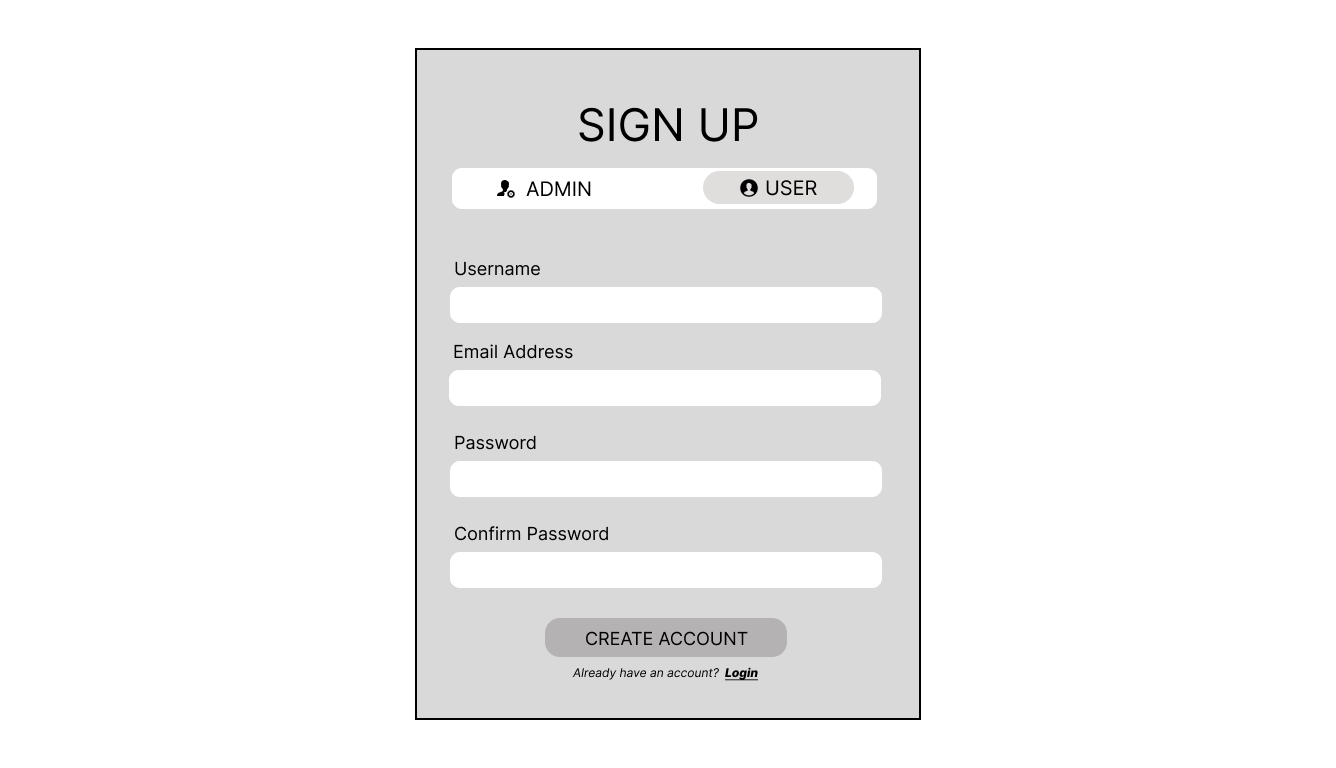 SIGN UP
ADMIN USER
Username
Email Address
Password
Confirm Password
CREATE ACCOUNT
Already have an account? Login